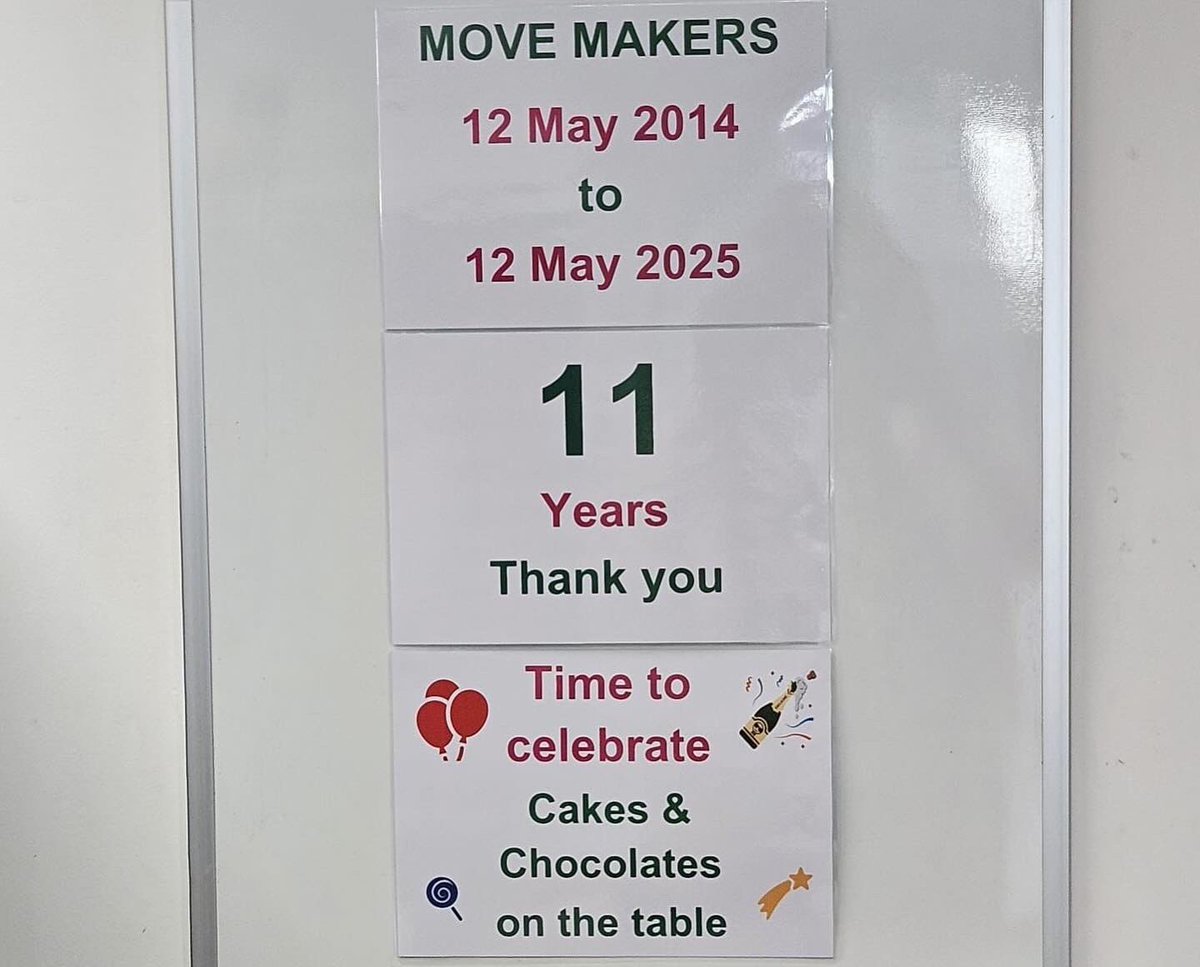 MOVE MAKERS
12 May 2014
to
12 May 2025
11
Years
Thank you
Time to
celebrate
Cakes &
Chocolates
on the table